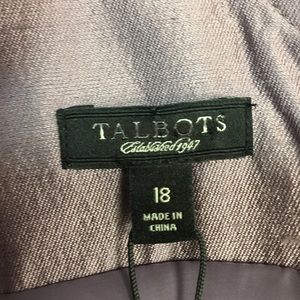 TALBOTS
Established 1947
18
MADE IN
CHINA